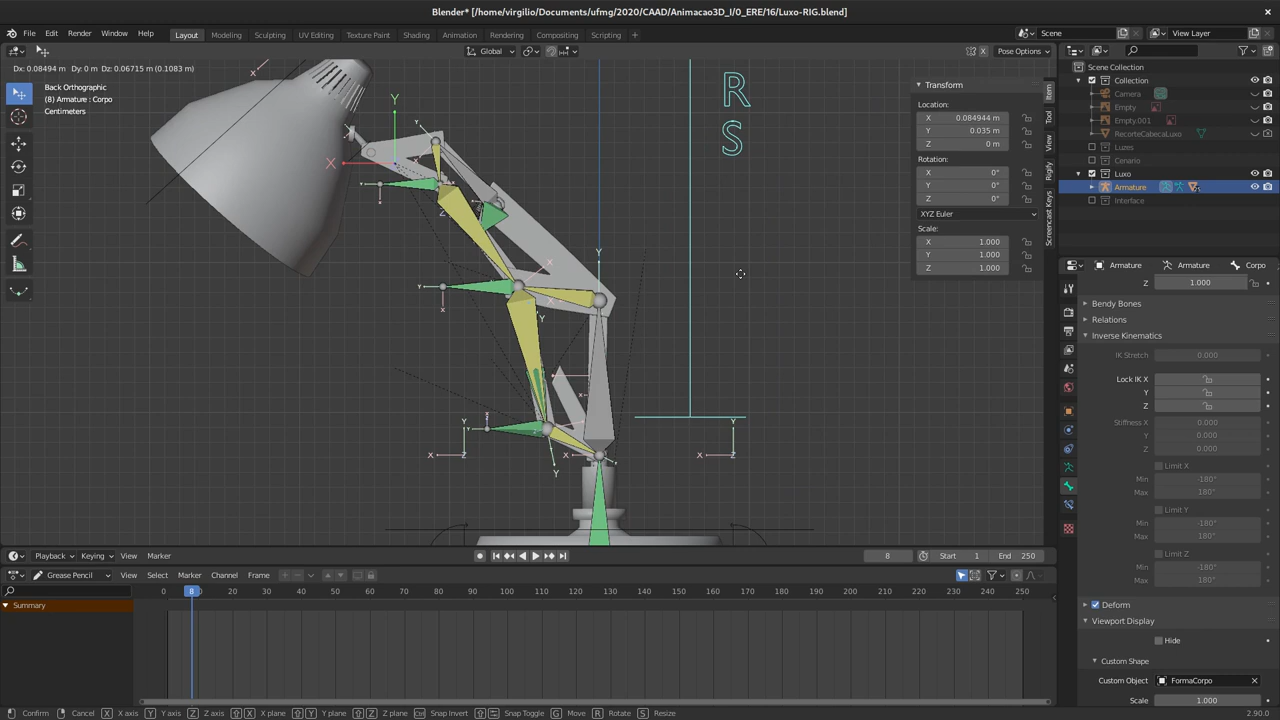 Blender* [/home/virgilio/Documents/ufmg/2020/CAAD/Animacao3D_I/0_ERE/16/Luxo-RIG.blend]
File Edit Render Window Help Layout Modeling Sculpting UV Editing Texture Paint Shading Animation Rendering Compositing Scripting + Scene View Layer
Global Pose Options
Dx: 0.08494 m Dy: 0 m Dz: 0.06715 m (0.1083 m)
Back Orthographic
(8) Armature : Corpo
Centimeters
R
S
Transform
Location:
X 0.084944 m
Y 0.035 m
Z 0 m
Rotation:
X 0°
Y 0°
Z 0°
XYZ Euler
Scale:
X 1.000
Y 1.000
Z 1.000
Item
Tool
View
Rigify
Screencast Keys
Scene Collection
Collection
Camera
Empty
Empty.001
RecorteCabecaLuxo
Luzes
Cenario
Luxo
Armature
Interface
Armature Armature Corpo
Z 1.000
Bendy Bones
Relations
Inverse Kinematics
IK Stretch 0.000
Lock IK X
Y
Z
Stiffness X 0.000
Y 0.000
Z 0.000
Limit X
Min -180°
Max 180°
Limit Y
Min -180°
Max 180°
Limit Z
Min -180°
Max 180°
Deform
Viewport Display
Hide
Custom Shape
Custom Object FormaCorpo
Scale 1.000
Playback Keying View Marker 8 Start 1 End 250
Grease Pencil View Select Marker Channel Frame
0 8 20 30 40 50 60 70 80 90 100 110 120 130 140 150 160 170 180 190 200 210 220 230 240 250
Summary
Confirm Cancel X X axis Y Y axis Z Z axis X X plane Y Y plane Z Z plane Ctrl Snap Invert Snap Toggle G Move R Rotate S Resize 2.90.0